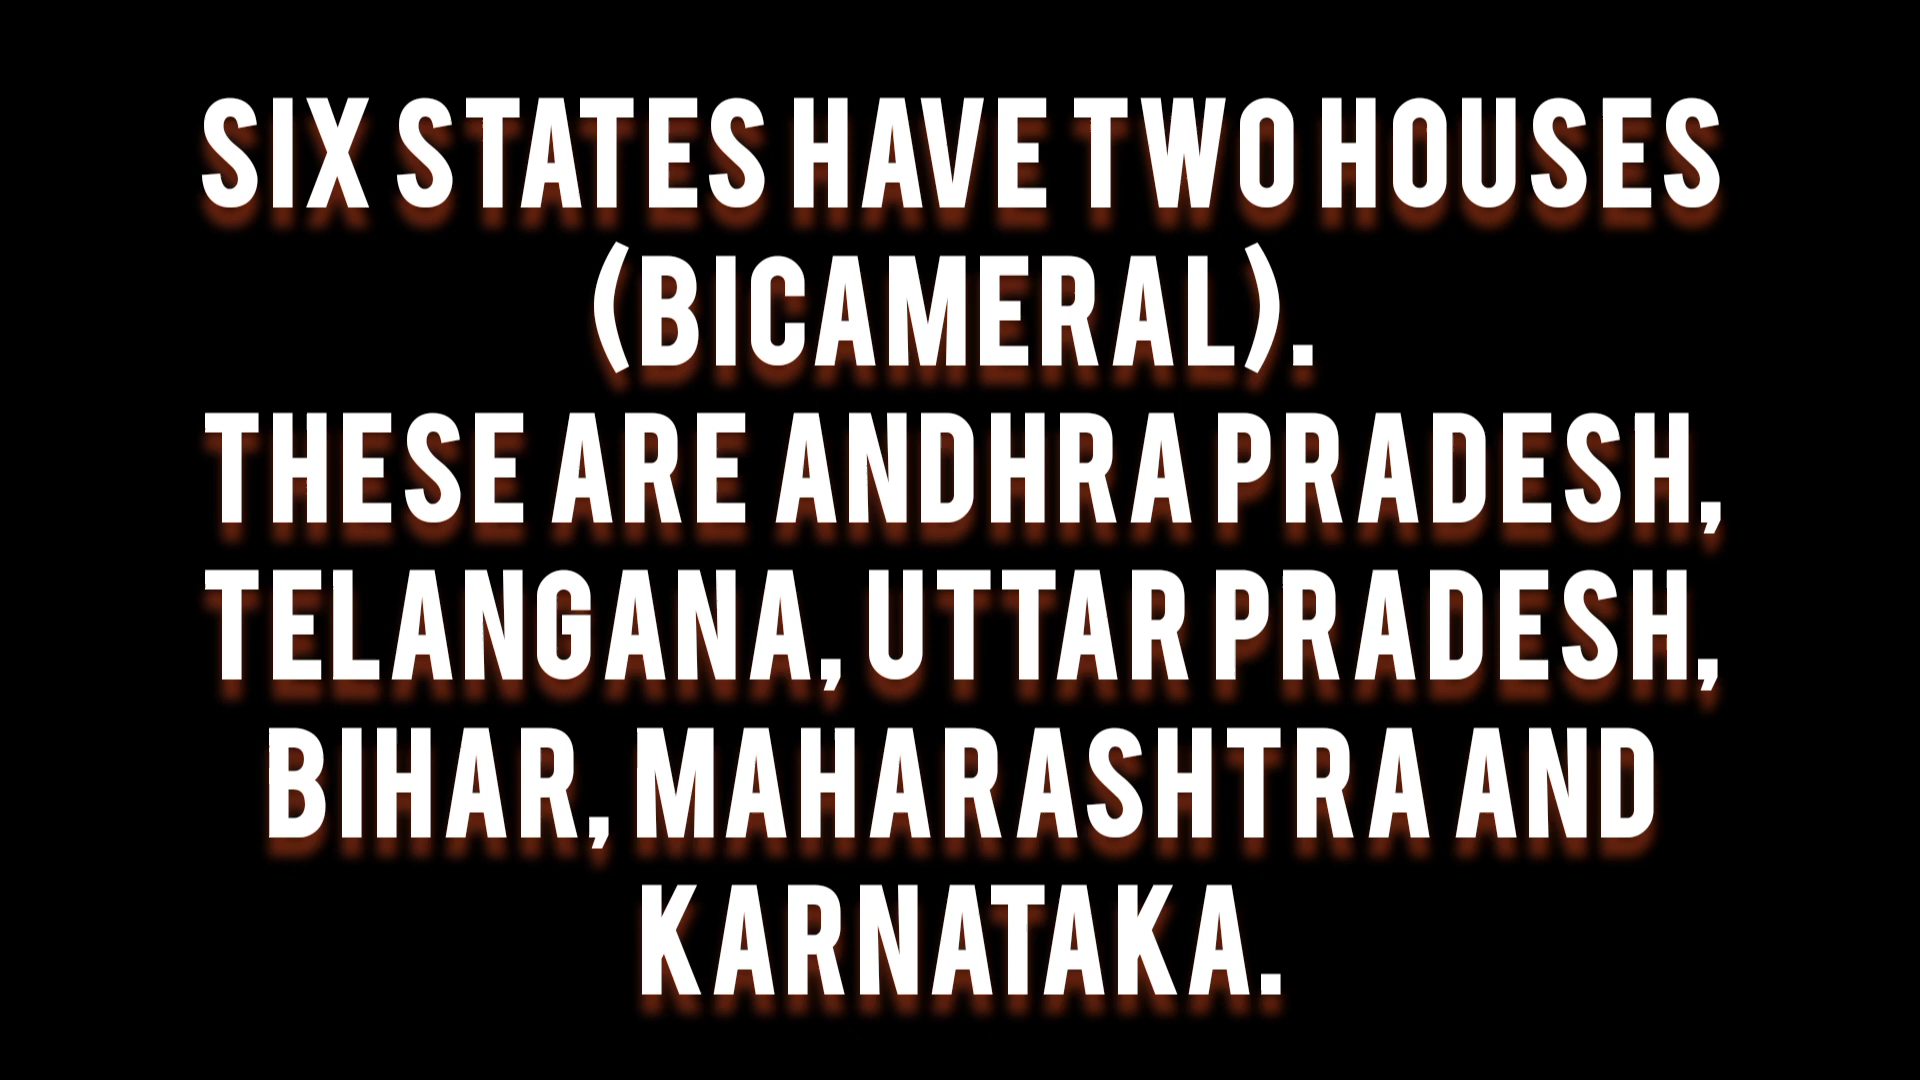 SIX STATES HAVE TWO HOUSES
(BICAMERAL).
THESE ARE ANDHRA PRADESH,
TELANGANA, UTTAR PRADESH,
BIHAR, MAHARASHTRA AND
KARNATAKA.